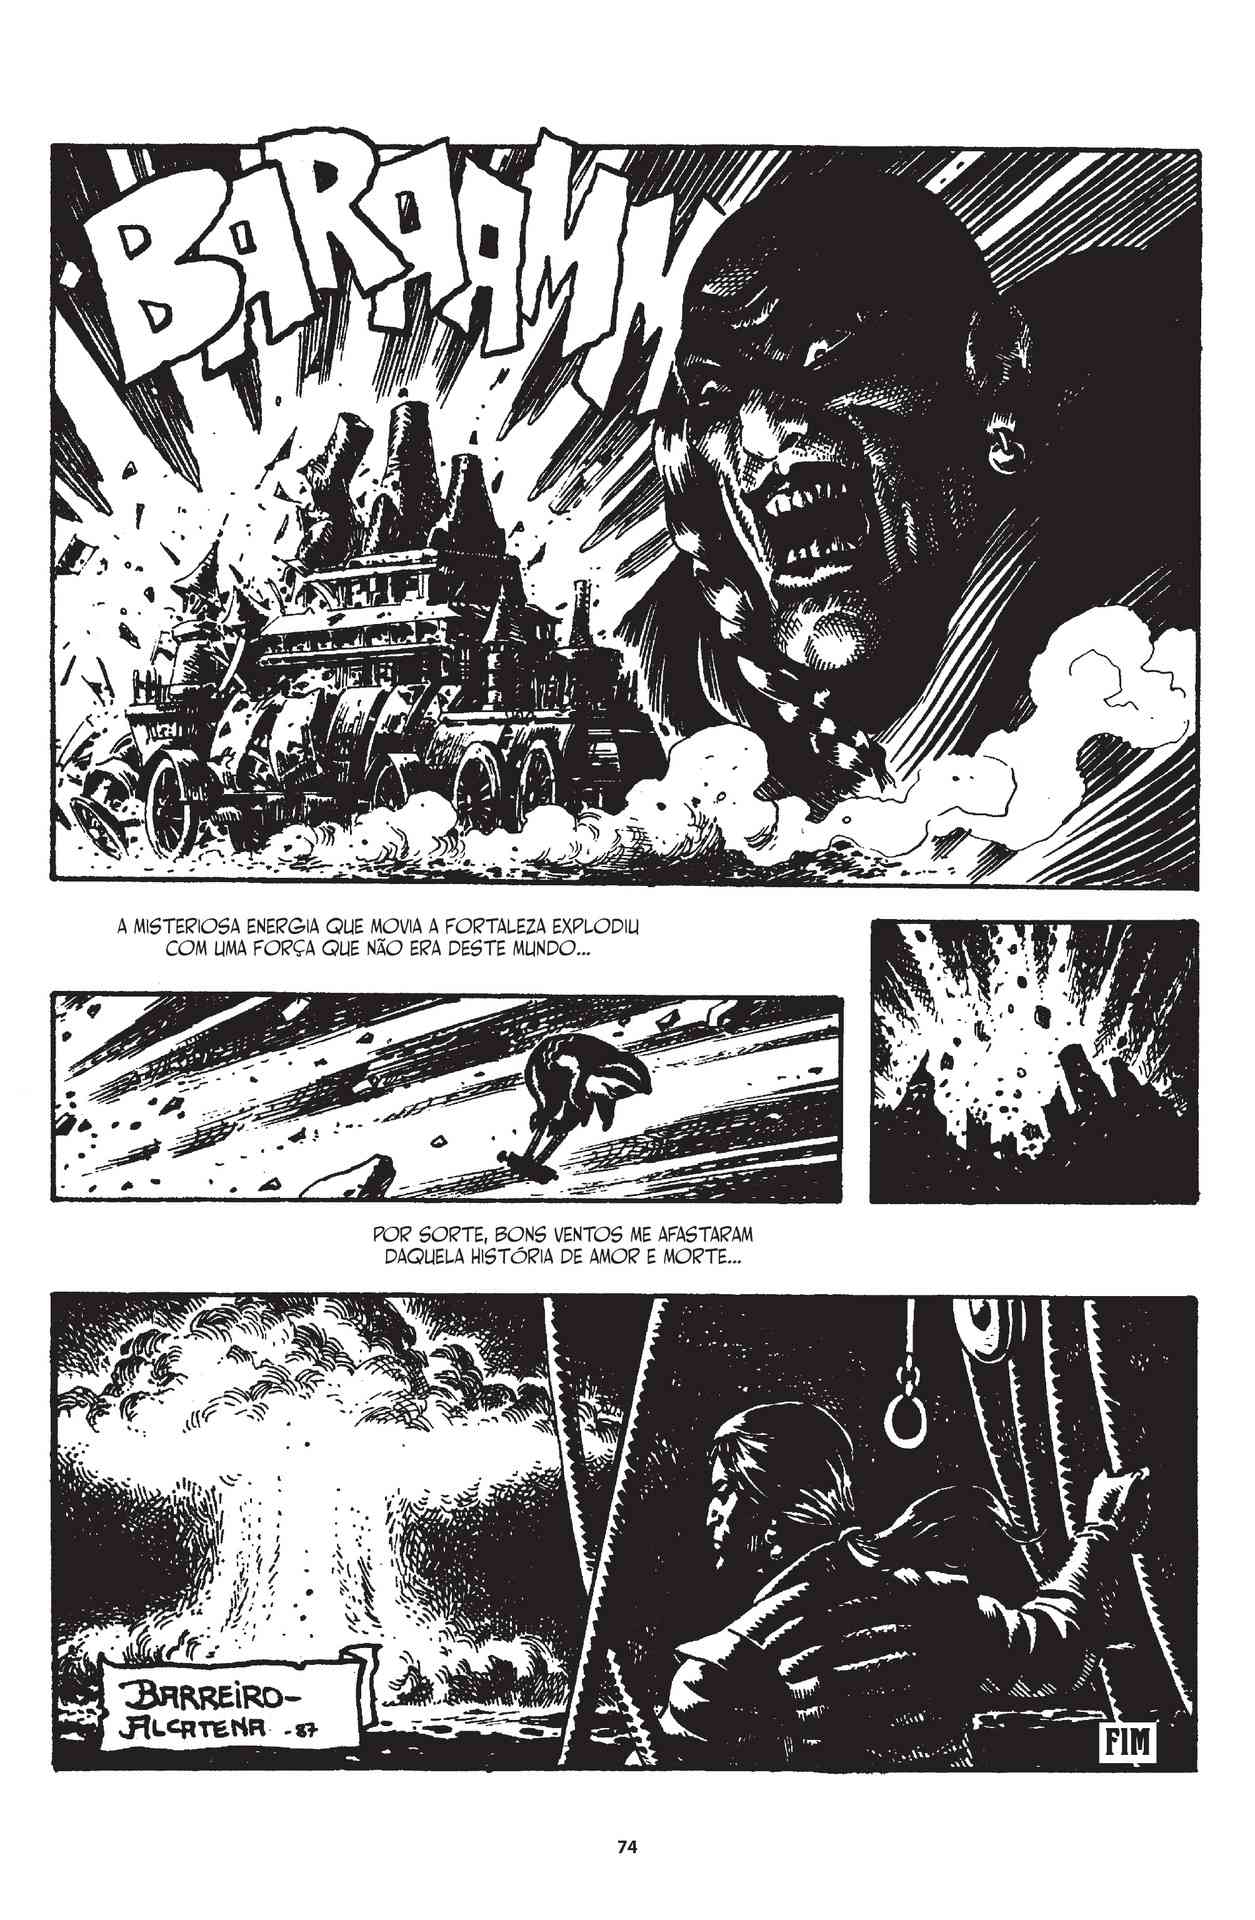 BARAAMM
A MISTERIOSA ENERGIA QUE MOVIA A FORTALEZA EXPLODIU
COM UMA FORÇA QUE NÃO ERA DESTE MUNDO...
POR SORTE, BONS VENTOS ME AFASTARAM
DAQUELA HISTÓRIA DE AMOR E MORTE...
BARREIRO-
ALCATENA -87
FIM
74